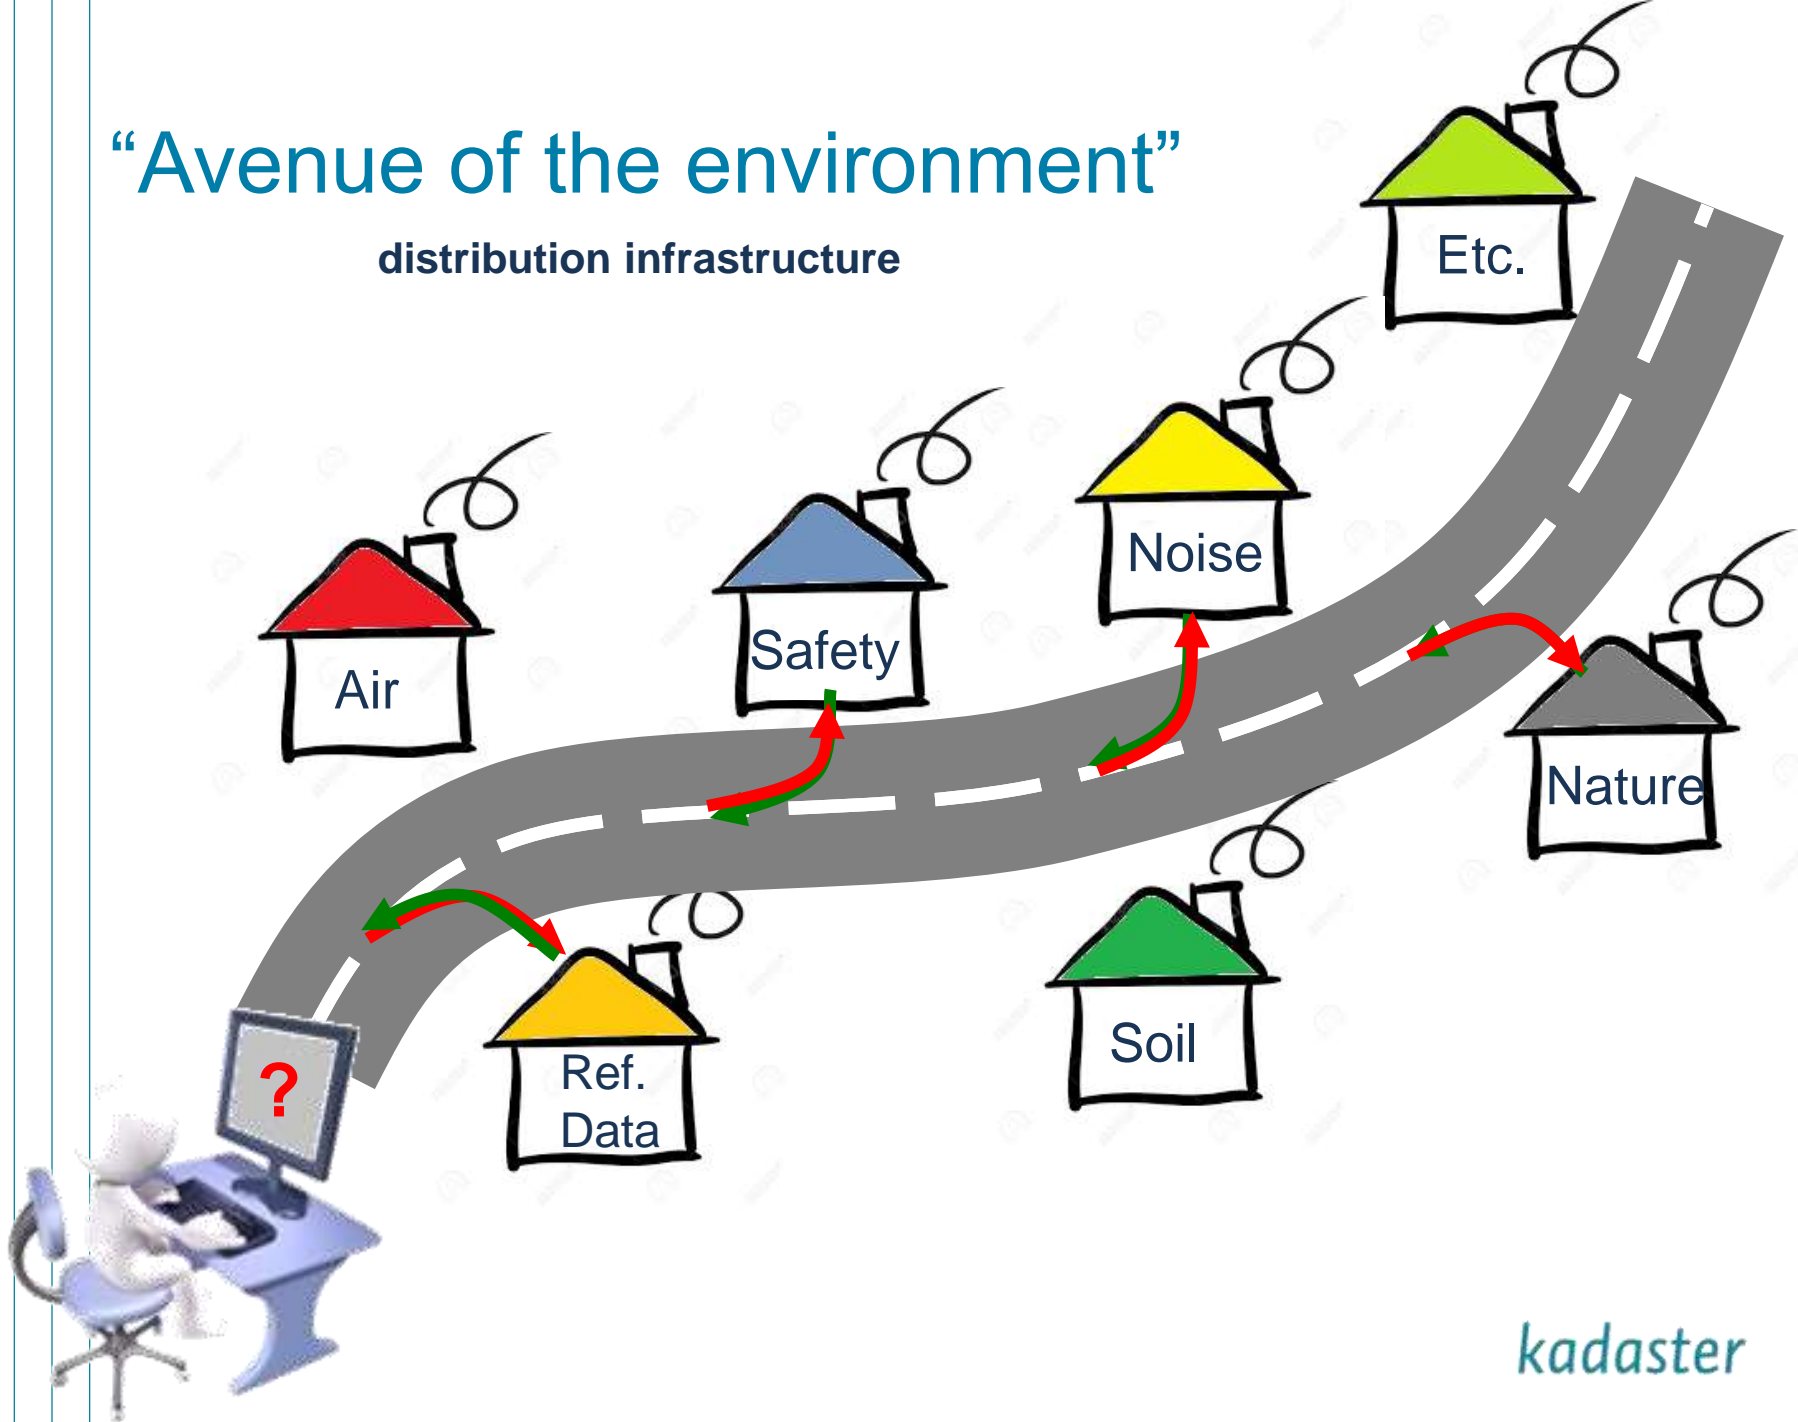 “Avenue of the environment”
distribution infrastructure
Etc.
Noise
Safety
Air
Nature
Soil
Ref.
Data
?
kadaster